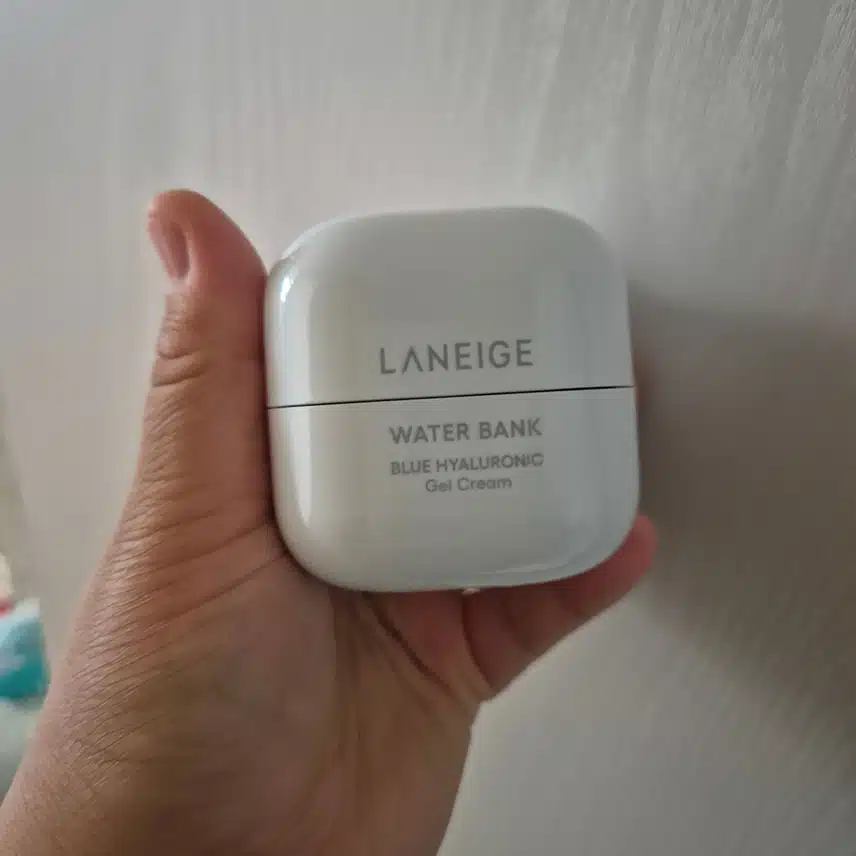 LANEIGE
WATER BANK
BLUE HYALURONIC
Gel Cream